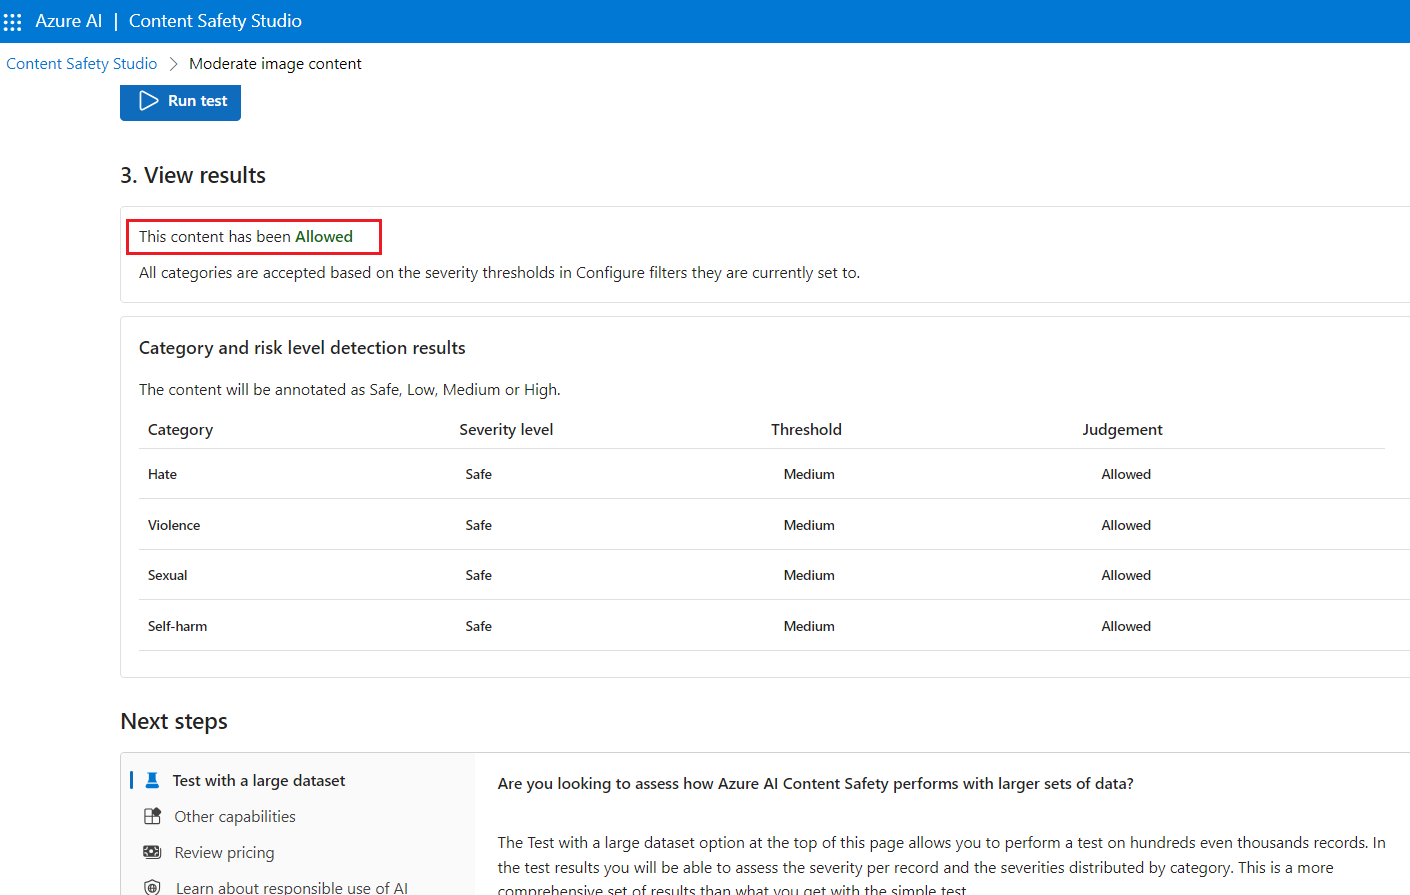 Azure AI | Content Safety Studio
Content Safety Studio > Moderate image content
Run test
3. View results
This content has been Allowed
All categories are accepted based on the severity thresholds in Configure filters they are currently set to.
Category and risk level detection results
The content will be annotated as Safe, Low, Medium or High.
Category Severity level Threshold Judgement
Hate Safe Medium Allowed
Violence Safe Medium Allowed
Sexual Safe Medium Allowed
Self-harm Safe Medium Allowed
Next steps
Test with a large dataset
Other capabilities
Review pricing
Learn about responsible use of AI
Are you looking to assess how Azure AI Content Safety performs with larger sets of data?
The Test with a large dataset option at the top of this page allows you to perform a test on hundreds even thousands records. In
the test results you will be able to assess the severity per record and the severities distributed by category. This is a more
comprehensive set of results than what you get with the simple test.